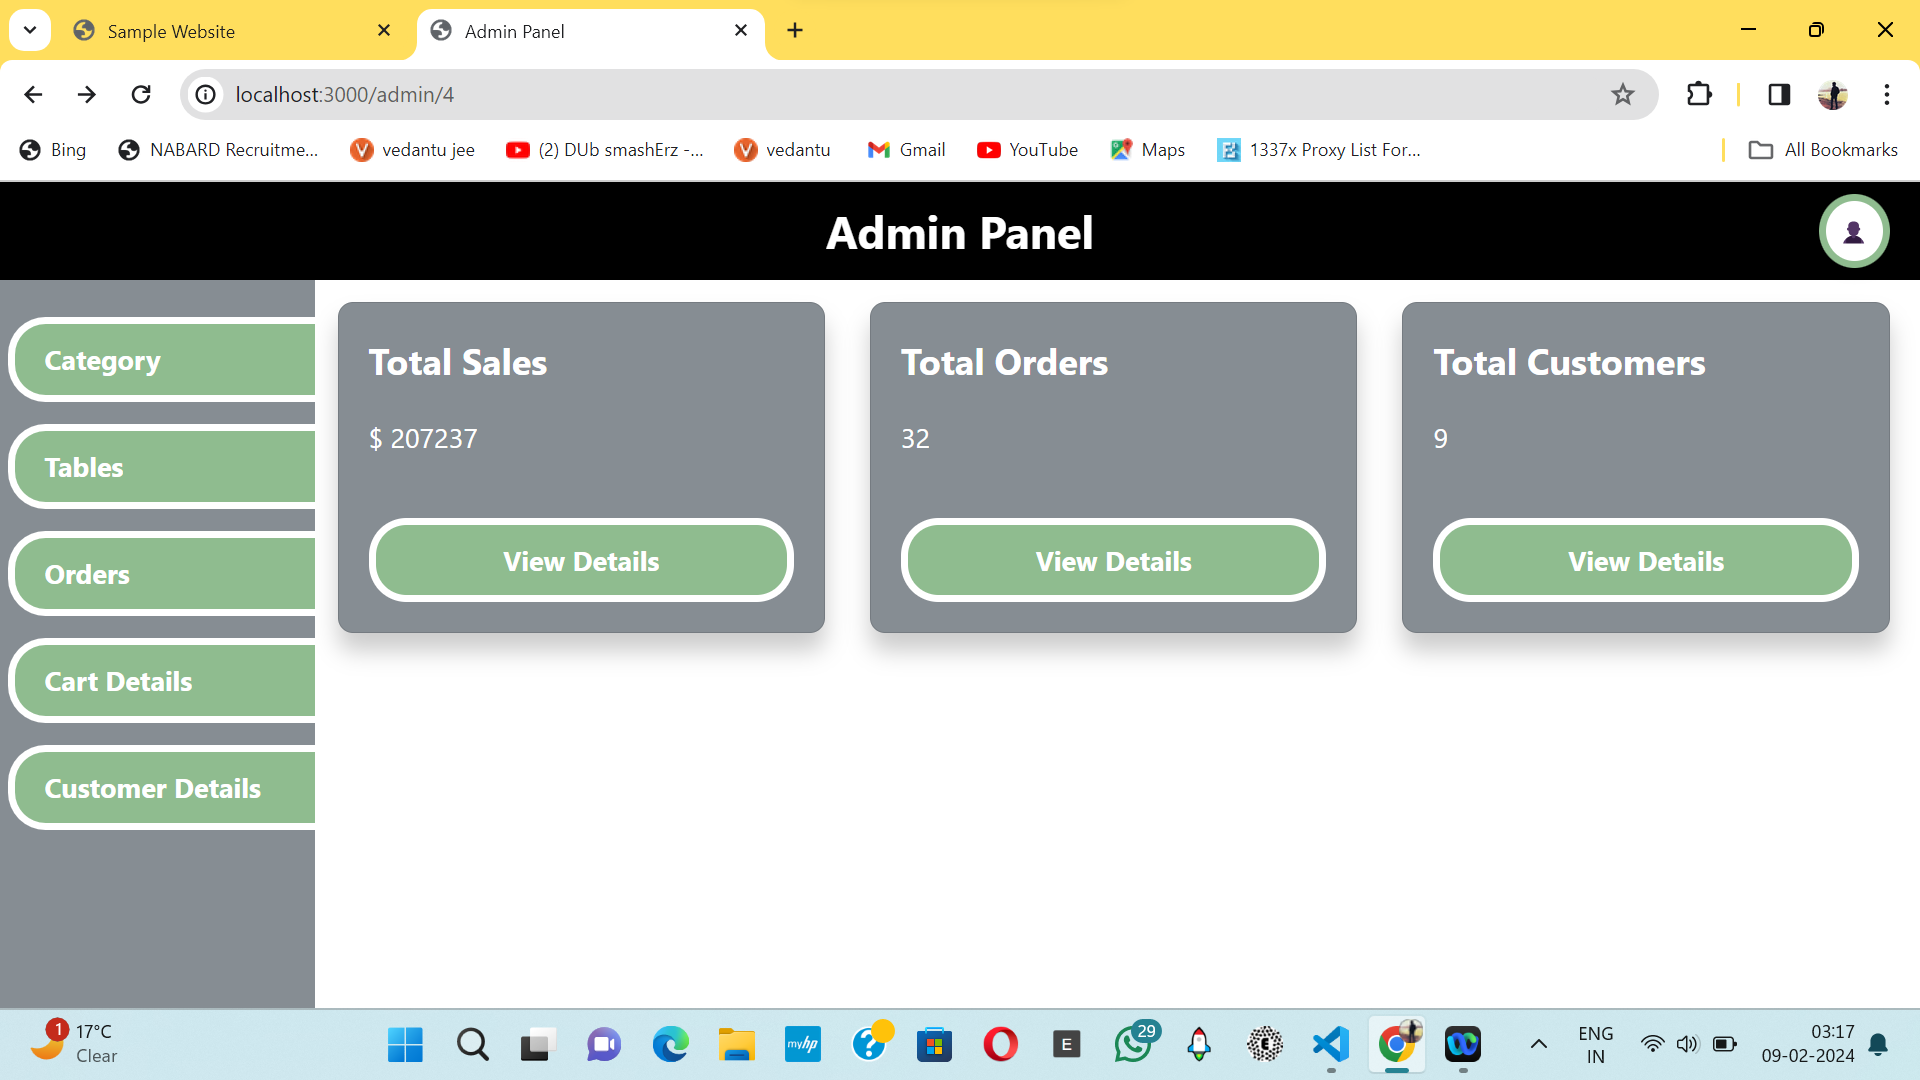 Sample Website
Admin Panel
localhost:3000/admin/4
Bing
NABARD Recruitme...
vedantu jee
(2) DUb smashErz -...
vedantu
Gmail
YouTube
Maps
1337x Proxy List For...
All Bookmarks
Admin Panel
Category
Tables
Orders
Cart Details
Customer Details
Total Sales
$ 207237
View Details
Total Orders
32
View Details
Total Customers
9
View Details
1
17°C
Clear
myhp
?
E
29
E
ENG
IN
03:17
09-02-2024